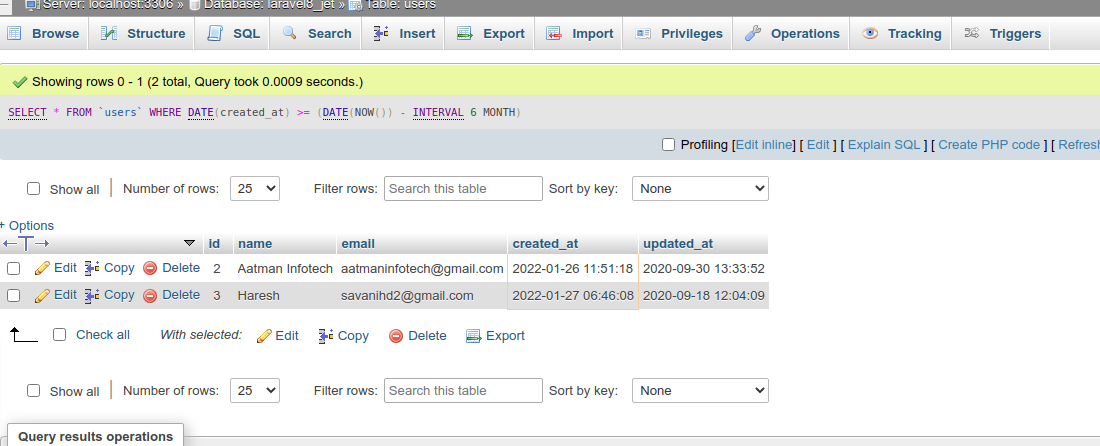 Server: localhost:3306 » Database: laravel8_jet » Table: users
Browse Structure SQL Search Insert Export Import Privileges Operations Tracking Triggers
Showing rows 0 - 1 (2 total, Query took 0.0009 seconds.)
SELECT * FROM `users` WHERE DATE(created_at) >= (DATE(NOW()) - INTERVAL 6 MONTH)
Profiling [Edit inline] [ Edit ] [ Explain SQL ] [ Create PHP code ] [ Refresh
Show all Number of rows: 25 Filter rows: Search this table Sort by key: None
+ Options
id name email created_at updated_at
Edit Copy Delete 2 Aatman Infotech aatmaninfotech@gmail.com 2022-01-26 11:51:18 2020-09-30 13:33:52
Edit Copy Delete 3 Haresh savanihd2@gmail.com 2022-01-27 06:46:08 2020-09-18 12:04:09
Check all With selected: Edit Copy Delete Export
Show all Number of rows: 25 Filter rows: Search this table Sort by key: None
Query results operations